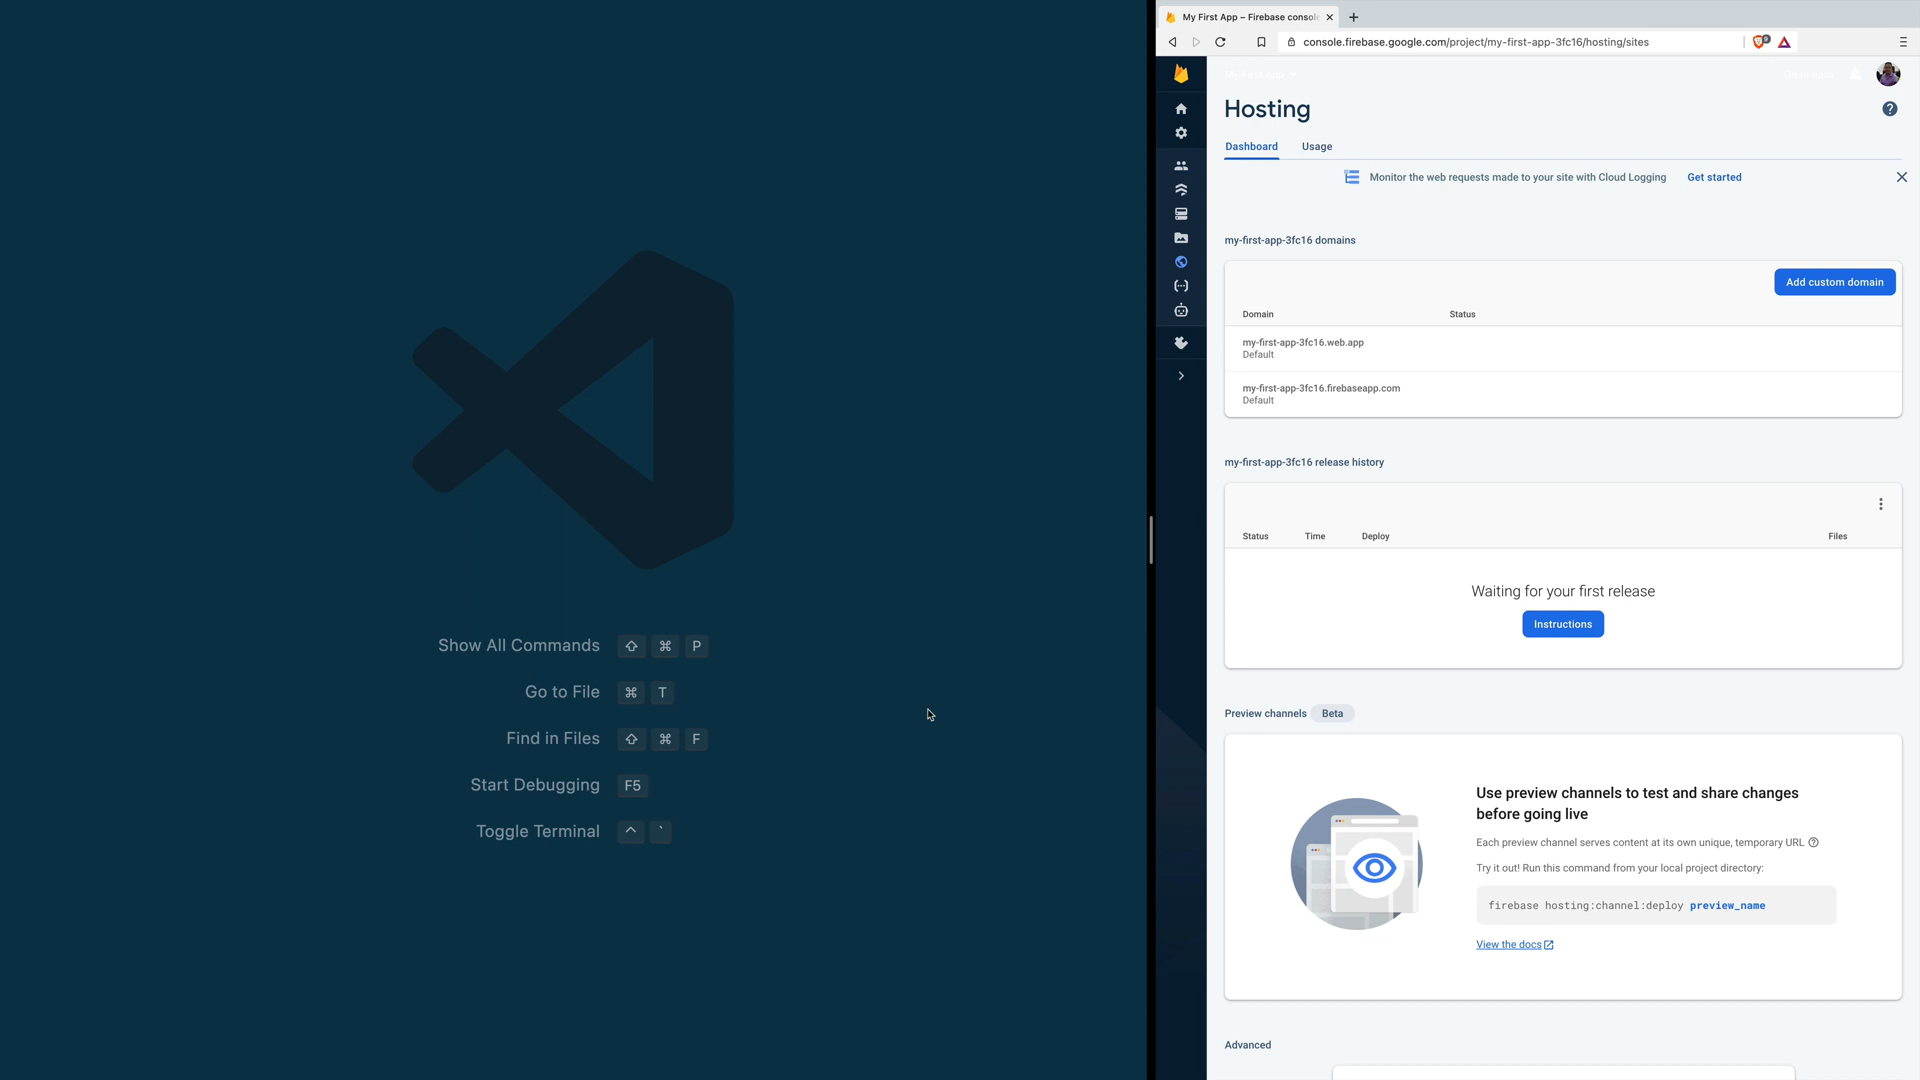 Show All Commands ⇧ ⌘ P
Go to File ⌘ T
Find in Files ⇧ ⌘ F
Start Debugging F5
Toggle Terminal ^ `
My First App – Firebase consol
console.firebase.google.com/project/my-first-app-3fc16/hosting/sites
My First App
Hosting
Dashboard Usage
Monitor the web requests made to your site with Cloud Logging Get started
my-first-app-3fc16 domains
Add custom domain
Domain Status
my-first-app-3fc16.web.app
Default
my-first-app-3fc16.firebaseapp.com
Default
my-first-app-3fc16 release history
Status Time Deploy Files
Waiting for your first release
Instructions
Preview channels Beta
Use preview channels to test and share changes
before going live
Each preview channel serves content at its own unique, temporary URL
Try it out! Run this command from your local project directory:
firebase hosting:channel:deploy preview_name
View the docs
Advanced